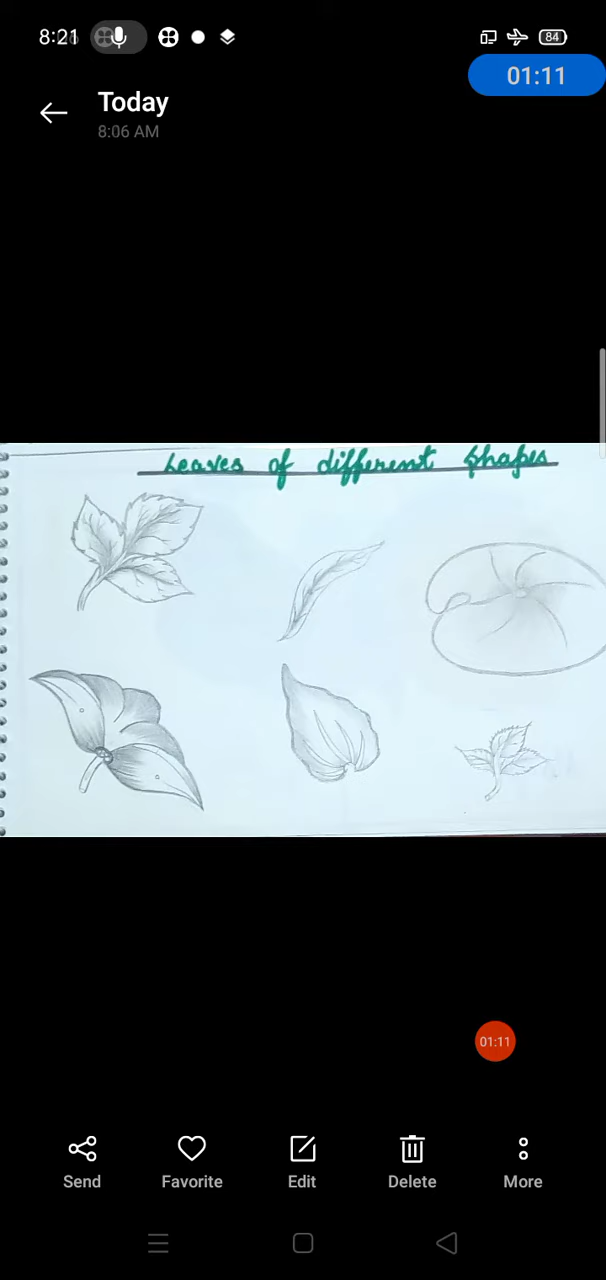 8:21
84
01:11
Today
8:06 AM
Leaves of different shapes
01:11
Send Favorite Edit Delete More